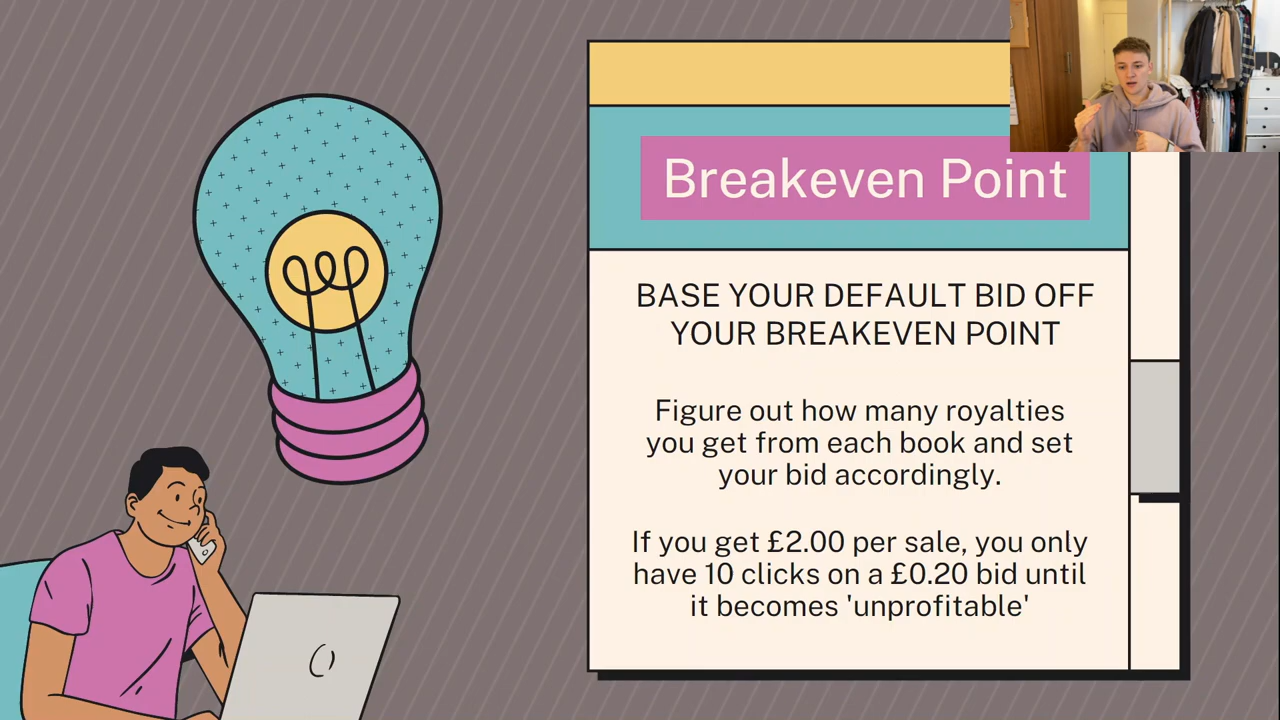 Breakeven Point
BASE YOUR DEFAULT BID OFF
YOUR BREAKEVEN POINT
Figure out how many royalties
you get from each book and set
your bid accordingly.
If you get £2.00 per sale, you only
have 10 clicks on a £0.20 bid until
it becomes 'unprofitable'